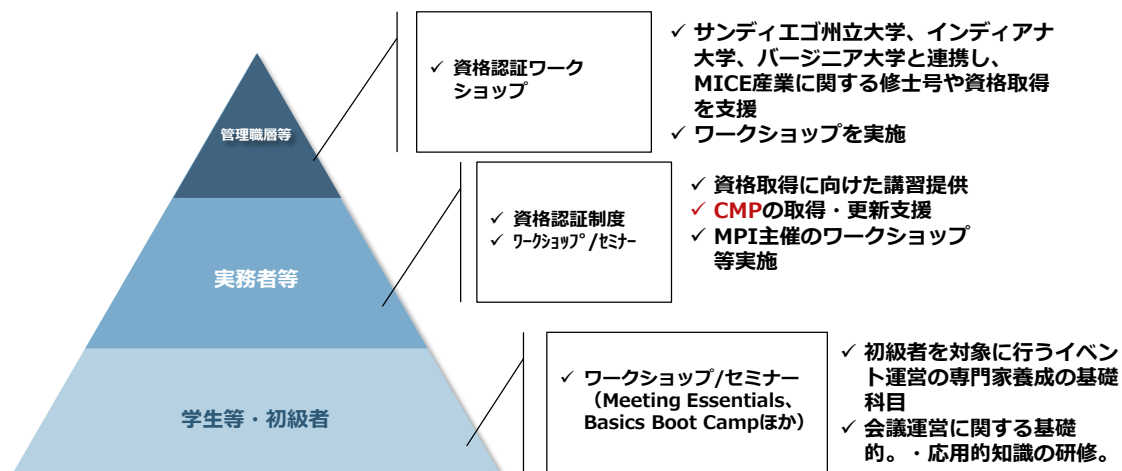 管理職層等
✓ 資格認証ワーク
ショップ
✓ サンディエゴ州立大学、インディアナ
大学、バージニア大学と連携し、
MICE産業に関する修士号や資格取得
を支援
✓ ワークショップを実施
実務者等
✓ 資格認証制度
✓ ﾜｰｸｼｮｯﾌﾟ/ｾﾐﾅｰ
✓ 資格取得に向けた講習提供
✓ CMPの取得・更新支援
✓ MPI主催のワークショップ
等実施
学生等・初級者
✓ ワークショップ/セミナー
（Meeting Essentials、
Basics Boot Campほか）
✓ 初級者を対象に行うイベン
ト運営の専門家養成の基礎
科目
✓ 会議運営に関する基礎
的。・応用的知識の研修。